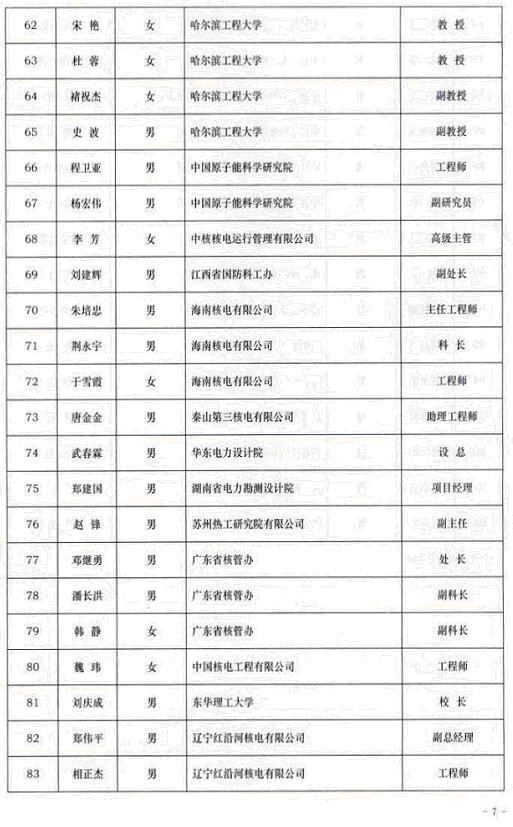 62 宋 艳 女 哈尔滨工程大学 教 授
63 杜 蓉 女 哈尔滨工程大学 教 授
64 褚祝杰 女 哈尔滨工程大学 副教授
65 史 波 男 哈尔滨工程大学 副教授
66 程卫亚 男 中国原子能科学研究院 工程师
67 杨宏伟 男 中国原子能科学研究院 副研究员
68 李 芳 女 中核核电运行管理有限公司 高级主管
69 刘建辉 男 江西省国防科工办 副处长
70 朱培忠 男 海南核电有限公司 主任工程师
71 荆永宇 男 海南核电有限公司 科 长
72 于雪霞 女 海南核电有限公司 工程师
73 唐金金 男 秦山第三核电有限公司 助理工程师
74 武春霖 男 华东电力设计院 设 总
75 郑建国 男 湖南省电力勘测设计院 项目经理
76 赵 锋 男 苏州热工研究院有限公司 副主任
77 邓继勇 男 广东省核管办 处 长
78 潘长洪 男 广东省核管办 副科长
79 韩 静 女 广东省核管办 副科长
80 魏 玮 女 中国核电工程有限公司 工程师
81 刘庆成 男 东华理工大学 校 长
82 郑伟平 男 辽宁红沿河核电有限公司 副总经理
83 相正杰 男 辽宁红沿河核电有限公司 工程师
- 7 -